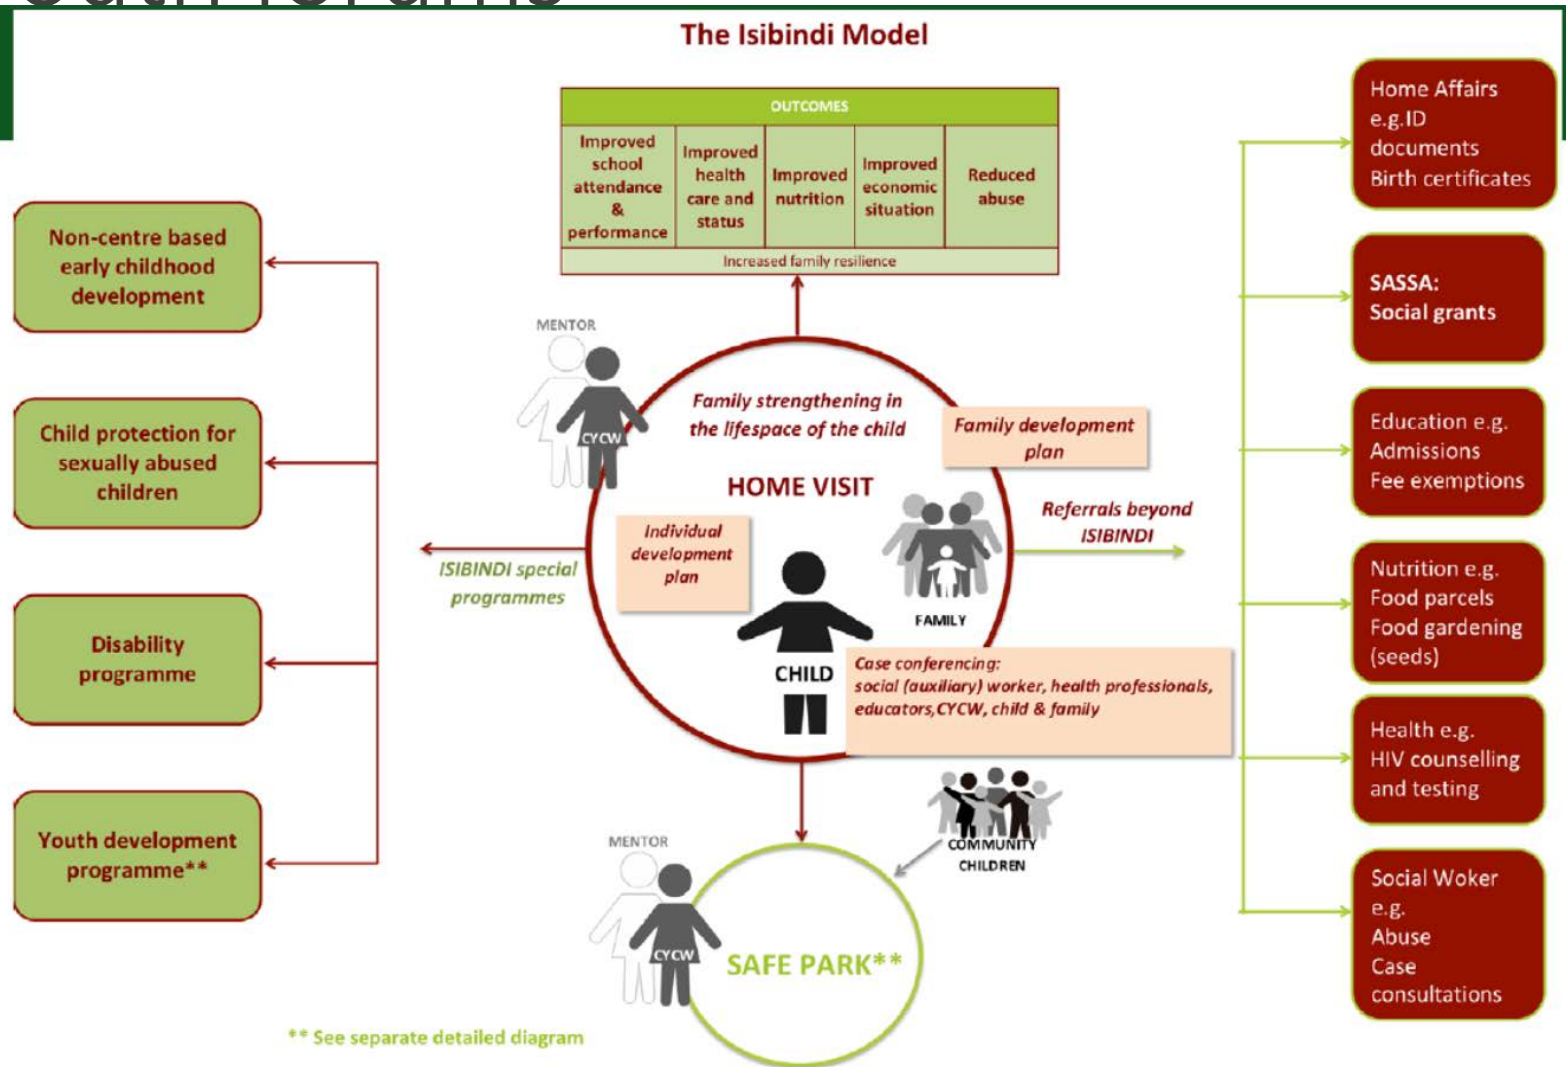 The Isibindi Model
OUTCOMES
Improved
school
attendance
&
performance
Improved
health
care and
status
Improved
nutrition
Improved
economic
situation
Reduced
abuse
Increased family resilience
Non-centre based
early childhood
development
Child protection for
sexually abused
children
Disability
programme
Youth development
programme**
ISIBINDI special
programmes
MENTOR
CYCW
Family strengthening in
the lifespace of the child
HOME VISIT
Family development
plan
Individual
development
plan
CHILD
FAMILY
Case conferencing:
social (auxiliary) worker, health professionals,
educators,CYCW, child & family
Referrals beyond
ISIBINDI
Home Affairs
e.g.ID
documents
Birth certificates
SASSA:
Social grants
Education e.g.
Admissions
Fee exemptions
Nutrition e.g.
Food parcels
Food gardening
(seeds)
Health e.g.
HIV counselling
and testing
Social Woker
e.g.
Abuse
Case
consultations
COMMUNITY
CHILDREN
MENTOR
CYCW
SAFE PARK**
** See separate detailed diagram